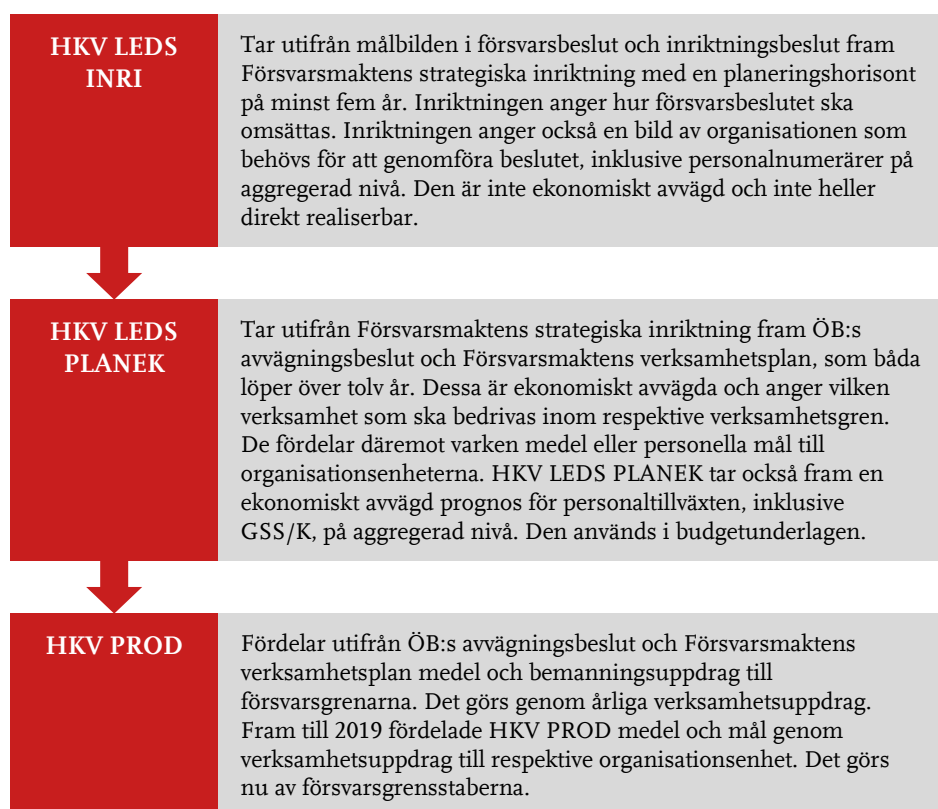 HKV LEDS
INRI
Tar utifrån målbilden i försvarsbeslut och inriktningsbeslut fram
Försvarsmaktens strategiska inriktning med en planeringshorisont
på minst fem år. Inriktningen anger hur försvarsbeslutet ska
omsättas. Inriktningen anger också en bild av organisationen som
behövs för att genomföra beslutet, inklusive personalnumerärer på
aggregerad nivå. Den är inte ekonomiskt avvägd och inte heller
direkt realiserbar.
HKV LEDS
PLANEK
Tar utifrån Försvarsmaktens strategiska inriktning fram ÖB:s
avvägningsbeslut och Försvarsmaktens verksamhetsplan, som båda
löper över tolv år. Dessa är ekonomiskt avvägda och anger vilken
verksamhet som ska bedrivas inom respektive verksamhetsgren.
De fördelar däremot varken medel eller personella mål till
organisationsenheterna. HKV LEDS PLANEK tar också fram en
ekonomiskt avvägd prognos för personaltillväxten, inklusive
GSS/K, på aggregerad nivå. Den används i budgetunderlagen.
HKV PROD
Fördelar utifrån ÖB:s avvägningsbeslut och Försvarsmaktens
verksamhetsplan medel och bemanningsuppdrag till
försvarsgrenarna. Det görs genom årliga verksamhetsuppdrag.
Fram till 2019 fördelade HKV PROD medel och mål genom
verksamhetsuppdrag till respektive organisationsenhet. Det görs
nu av försvarsgrensstaberna.